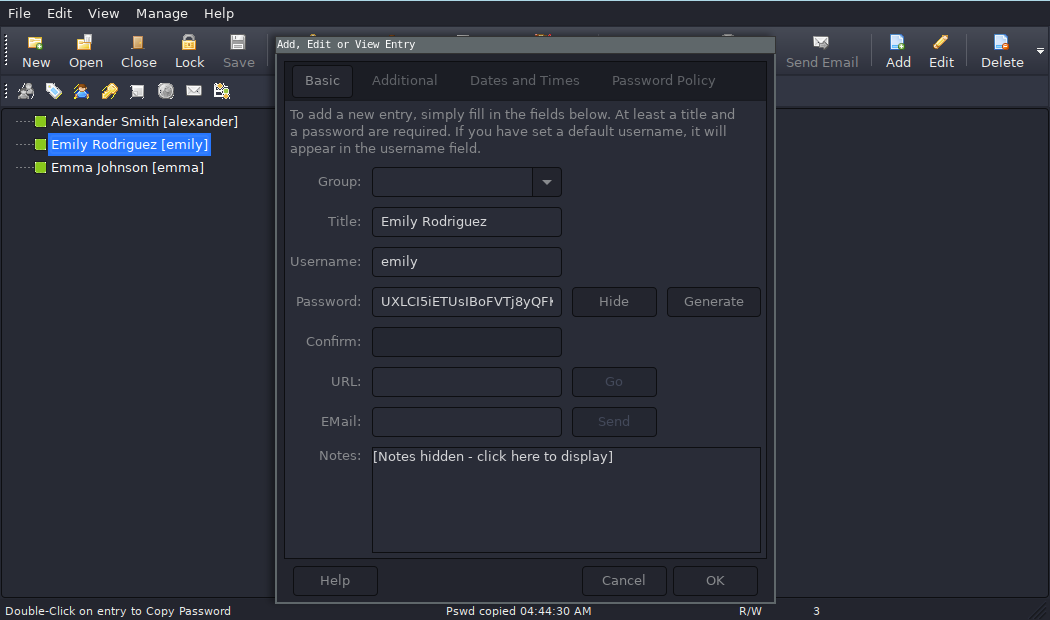 File Edit View Manage Help
New Open Close Lock Save Send Email Add Edit Delete
Alexander Smith [alexander]
Emily Rodriguez [emily]
Emma Johnson [emma]
Add, Edit or View Entry
Basic Additional Dates and Times Password Policy
To add a new entry, simply fill in the fields below. At least a title and
a password are required. If you have set a default username, it will
appear in the username field.
Group:
Title: Emily Rodriguez
Username: emily
Password: UXLCI5iETUsIBoFVTj8yQFK Hide Generate
Confirm:
URL: Go
EMail: Send
Notes: [Notes hidden - click here to display]
Help Cancel OK
Double-Click on entry to Copy Password Pswd copied 04:44:30 AM R/W 3